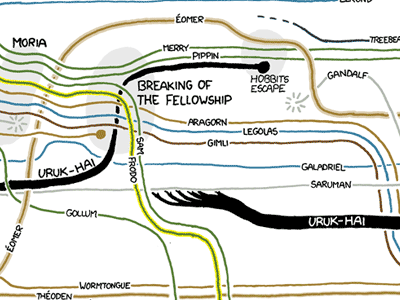 ELROND
ÉOMER
TREEBEA
MORIA
MERRY
PIPPIN
GANDALF
HOBBITS
ESCAPE
BREAKING OF
THE FELLOWSHIP
ARAGORN
LEGOLAS
GIMLI
SAM
FRODO
GALADRIEL
URUK-HAI
SARUMAN
GOLLUM
URUK-HAI
ÉOMER
WORMTONGUE
THÉODEN